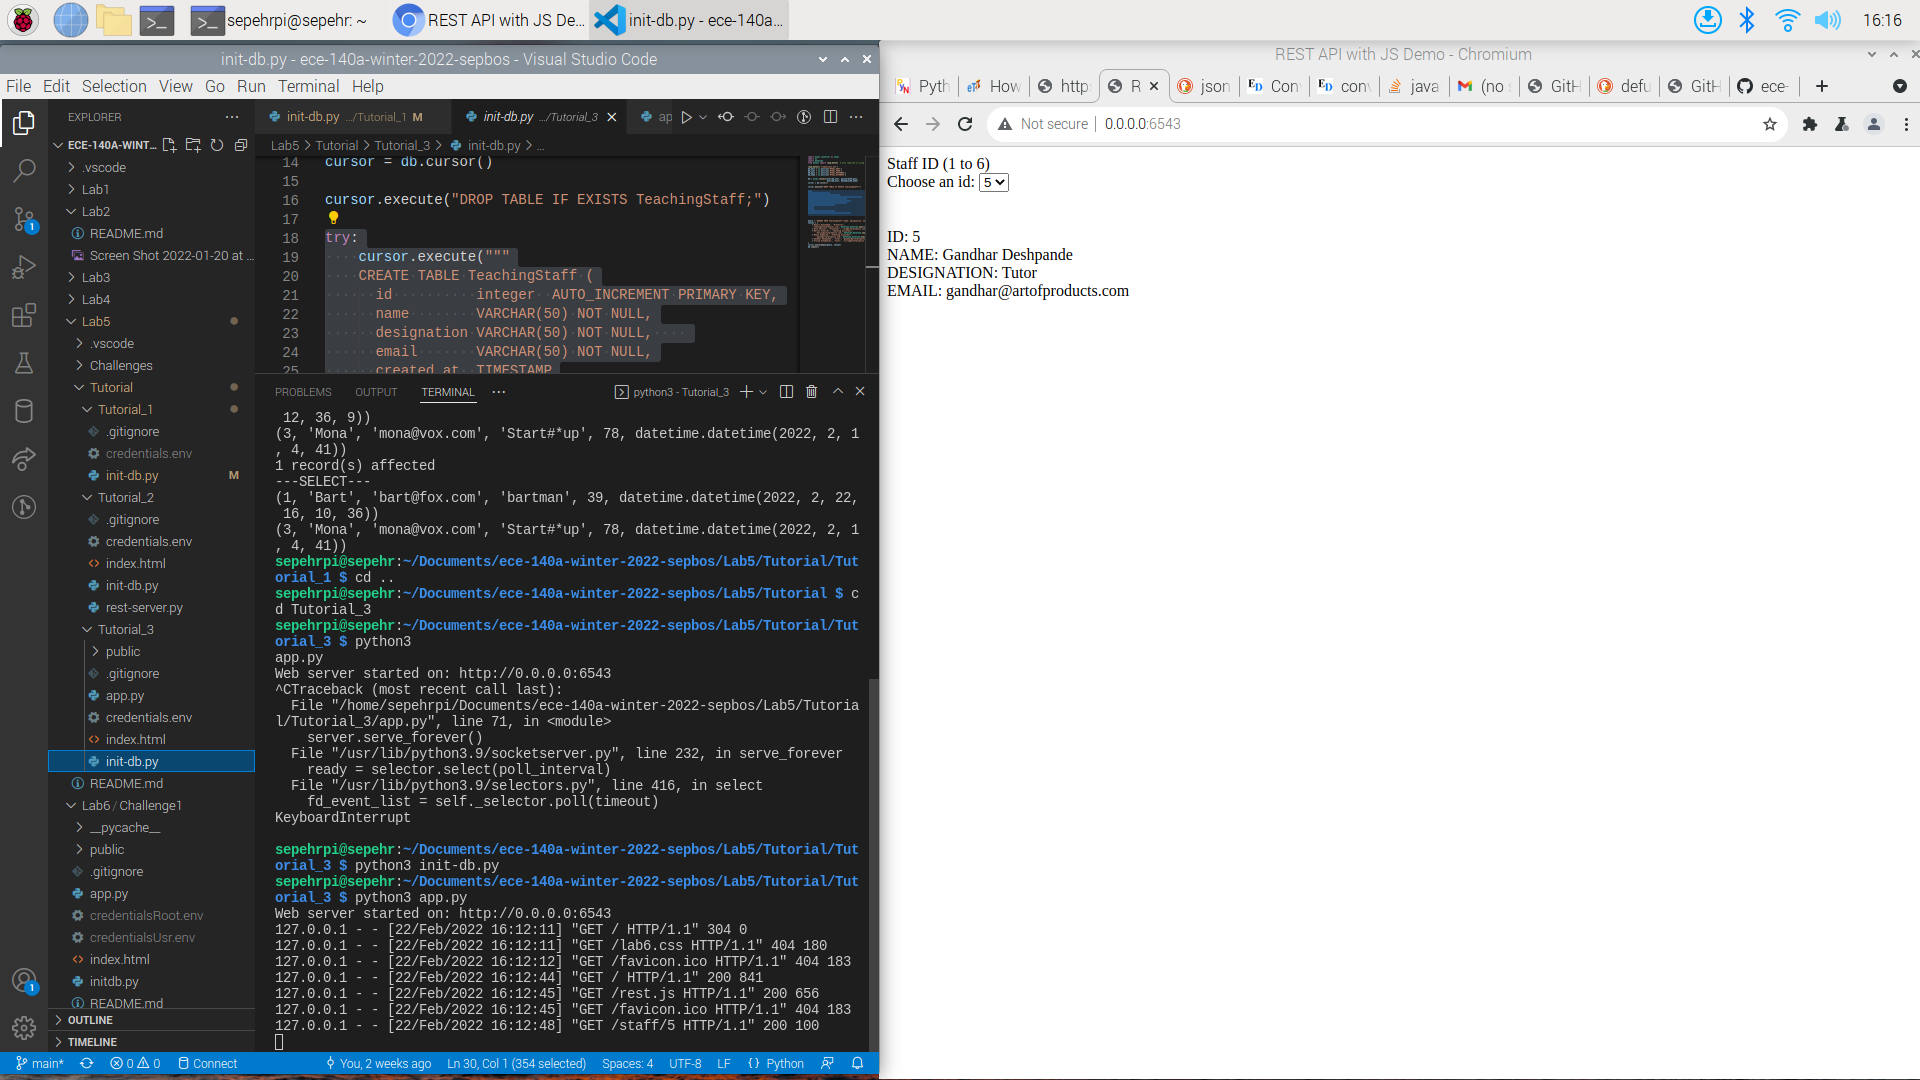 sepehrpi@sepehr: ~
REST API with JS De...
init-db.py - ece-140a...
16:16
init-db.py - ece-140a-winter-2022-sepbos - Visual Studio Code
File Edit Selection View Go Run Terminal Help
EXPLORER
ECE-140A-WINT...
.vscode
Lab1
Lab2
README.md
Screen Shot 2022-01-20 at ...
Lab3
Lab4
Lab5
.vscode
Challenges
Tutorial
Tutorial_1
.gitignore
credentials.env
init-db.py M
Tutorial_2
.gitignore
credentials.env
index.html
init-db.py
rest-server.py
Tutorial_3
public
.gitignore
app.py
credentials.env
index.html
init-db.py
README.md
Lab6 / Challenge1
__pycache__
public
.gitignore
app.py
credentialsRoot.env
credentialsUsr.env
index.html
initdb.py
README.md
OUTLINE
TIMELINE
1
1
init-db.py .../Tutorial_1 M
init-db.py .../Tutorial_3
ap
Lab5 > Tutorial > Tutorial_3 > init-db.py > ...
14 cursor = db.cursor()
15
16 cursor.execute("DROP TABLE IF EXISTS TeachingStaff;")
17
18 try:
19 cursor.execute("""
20 CREATE TABLE TeachingStaff (
21 id integer AUTO_INCREMENT PRIMARY KEY,
22 name VARCHAR(50) NOT NULL,
23 designation VARCHAR(50) NOT NULL,
24 email VARCHAR(50) NOT NULL,
25 created_at TIMESTAMP
PROBLEMS OUTPUT TERMINAL ... python3 - Tutorial_3
12, 36, 9))
(3, 'Mona', 'mona@vox.com', 'Start#*up', 78, datetime.datetime(2022, 2, 1
, 4, 41))
1 record(s) affected
---SELECT---
(1, 'Bart', 'bart@fox.com', 'bartman', 39, datetime.datetime(2022, 2, 22,
16, 10, 36))
(3, 'Mona', 'mona@vox.com', 'Start#*up', 78, datetime.datetime(2022, 2, 1
, 4, 41))
sepehrpi@sepehr:~/Documents/ece-140a-winter-2022-sepbos/Lab5/Tutorial/Tut
orial_1 $ cd ..
sepehrpi@sepehr:~/Documents/ece-140a-winter-2022-sepbos/Lab5/Tutorial $ c
d Tutorial_3
sepehrpi@sepehr:~/Documents/ece-140a-winter-2022-sepbos/Lab5/Tutorial/Tut
orial_3 $ python3
app.py
Web server started on: http://0.0.0.0:6543
^CTraceback (most recent call last):
File "/home/sepehrpi/Documents/ece-140a-winter-2022-sepbos/Lab5/Tutoria
l/Tutorial_3/app.py", line 71, in <module>
server.serve_forever()
File "/usr/lib/python3.9/socketserver.py", line 232, in serve_forever
ready = selector.select(poll_interval)
File "/usr/lib/python3.9/selectors.py", line 416, in select
fd_event_list = self._selector.poll(timeout)
KeyboardInterrupt
sepehrpi@sepehr:~/Documents/ece-140a-winter-2022-sepbos/Lab5/Tutorial/Tut
orial_3 $ python3 init-db.py
sepehrpi@sepehr:~/Documents/ece-140a-winter-2022-sepbos/Lab5/Tutorial/Tut
orial_3 $ python3 app.py
Web server started on: http://0.0.0.0:6543
127.0.0.1 - - [22/Feb/2022 16:12:11] "GET / HTTP/1.1" 304 0
127.0.0.1 - - [22/Feb/2022 16:12:11] "GET /lab6.css HTTP/1.1" 404 180
127.0.0.1 - - [22/Feb/2022 16:12:12] "GET /favicon.ico HTTP/1.1" 404 183
127.0.0.1 - - [22/Feb/2022 16:12:44] "GET / HTTP/1.1" 200 841
127.0.0.1 - - [22/Feb/2022 16:12:45] "GET /rest.js HTTP/1.1" 200 656
127.0.0.1 - - [22/Feb/2022 16:12:45] "GET /favicon.ico HTTP/1.1" 404 183
127.0.0.1 - - [22/Feb/2022 16:12:48] "GET /staff/5 HTTP/1.1" 200 100
main* 0 0 Connect You, 2 weeks ago Ln 30, Col 1 (354 selected) Spaces: 4 UTF-8 LF {} Python
REST API with JS Demo - Chromium
Pyth How http: R json Con conv java (no s GitH defu GitH ece-
Not secure | 0.0.0.0:6543
Staff ID (1 to 6)
Choose an id: 5
ID: 5
NAME: Gandhar Deshpande
DESIGNATION: Tutor
EMAIL: gandhar@artofproducts.com